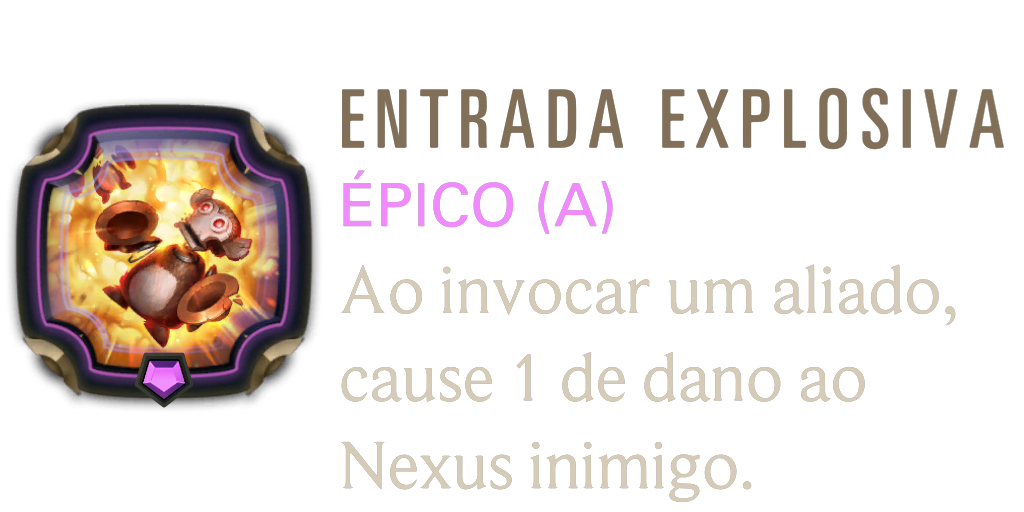 ENTRADA EXPLOSIVA
ÉPICO (A)
Ao invocar um aliado,
cause 1 de dano ao
Nexus inimigo.